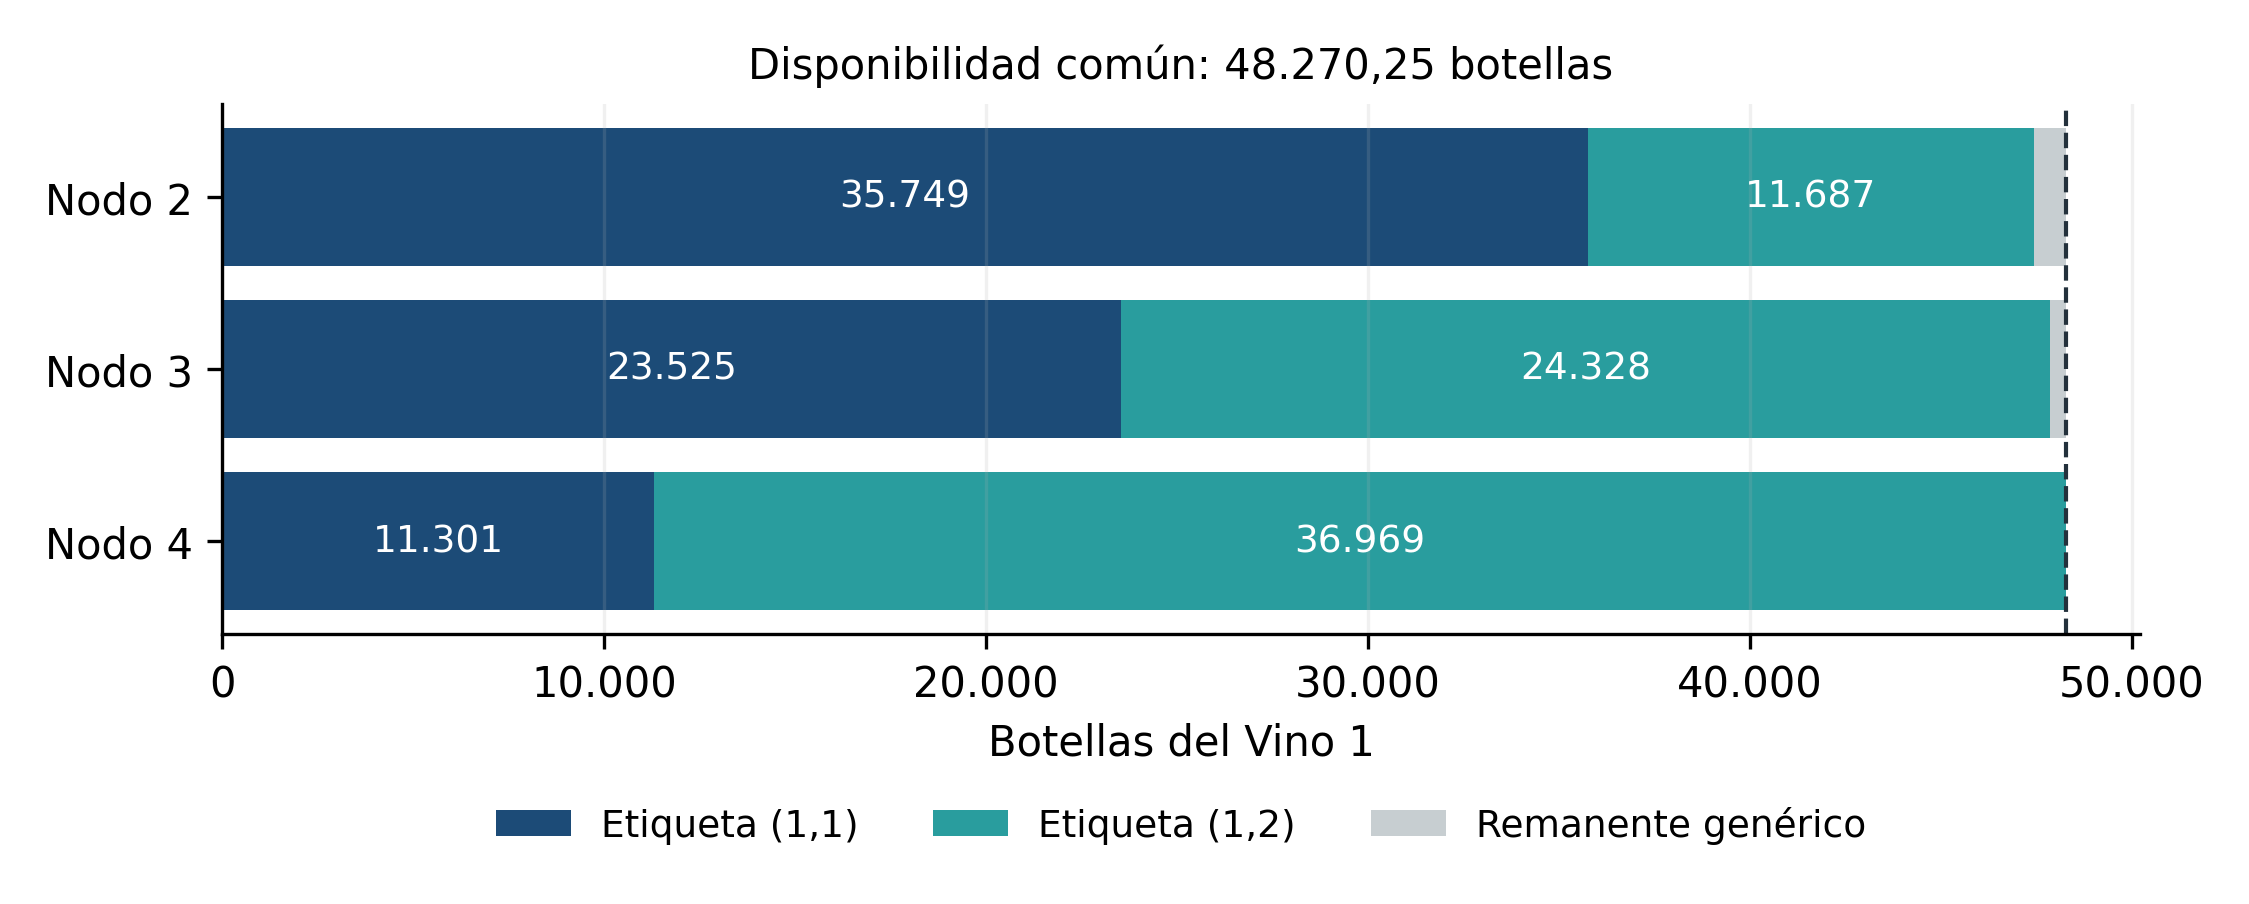 Disponibilidad común: 48.270,25 botellas
Nodo 2
35.749
11.687
Nodo 3
23.525
24.328
Nodo 4
11.301
36.969
0
10.000
20.000
30.000
40.000
50.000
Botellas del Vino 1
Etiqueta (1,1)
Etiqueta (1,2)
Remanente genérico